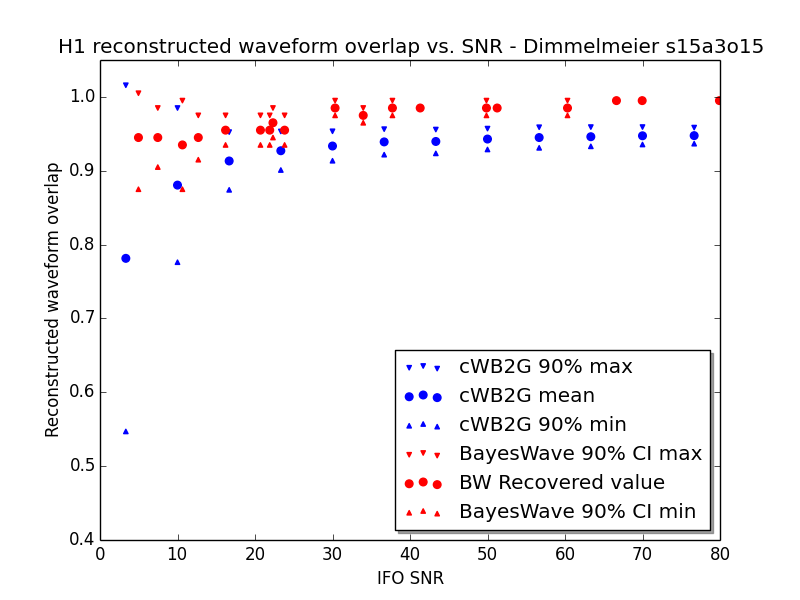 H1 reconstructed waveform overlap vs. SNR - Dimmelmeier s15a3o15
Reconstructed waveform overlap
1.0
0.9
0.8
0.7
0.6
0.5
0.4
cWB2G 90% max
cWB2G mean
cWB2G 90% min
BayesWave 90% CI max
BW Recovered value
BayesWave 90% CI min
0 10 20 30 40 50 60 70 80
IFO SNR